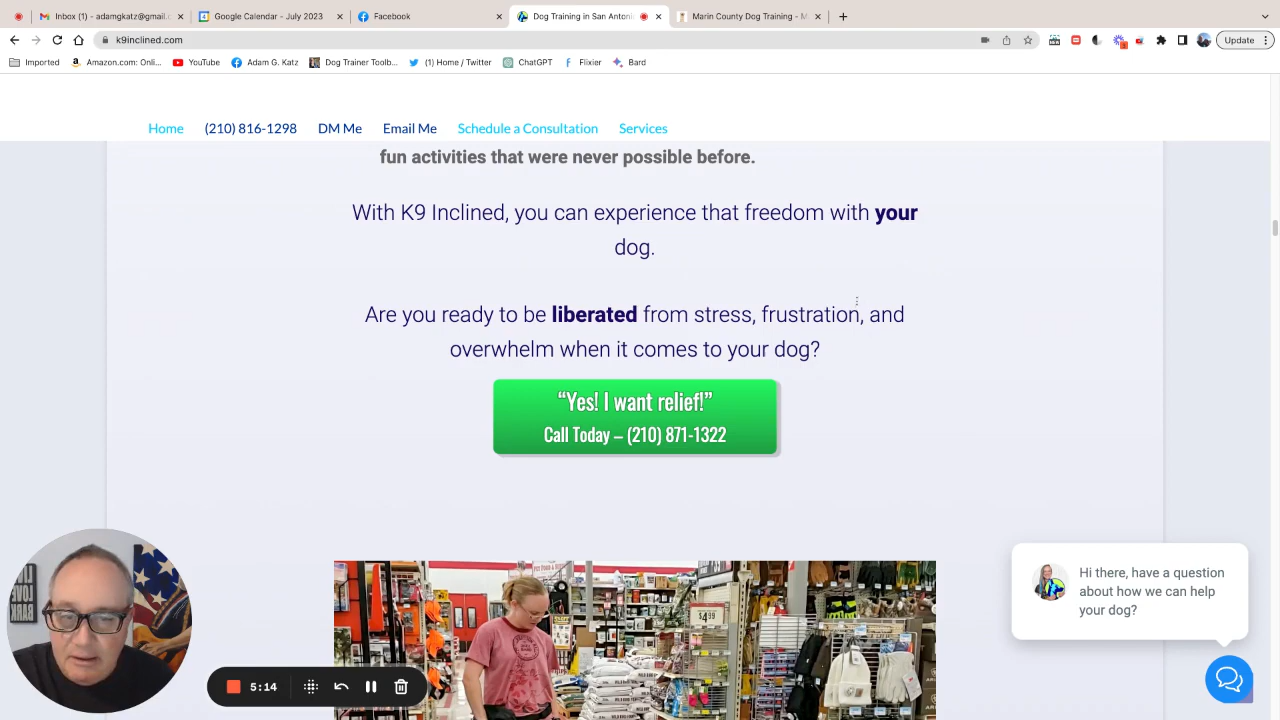 Inbox (1) - adamgkatz@gmail.c
Google Calendar - July 2023
Facebook
Dog Training in San Antoni
Marin County Dog Training - M
k9inclined.com
Update
Imported
Amazon.com: Onli...
YouTube
Adam G. Katz
Dog Trainer Toolb...
(1) Home / Twitter
ChatGPT
Flixier
Bard
Home
(210) 816-1298
DM Me
Email Me
Schedule a Consultation
Services
fun activities that were never possible before.
With K9 Inclined, you can experience that freedom with your
dog.
Are you ready to be liberated from stress, frustration, and
overwhelm when it comes to your dog?
“Yes! I want relief!”
Call Today – (210) 871-1322
Hi there, have a question
about how we can help
your dog?
5:14